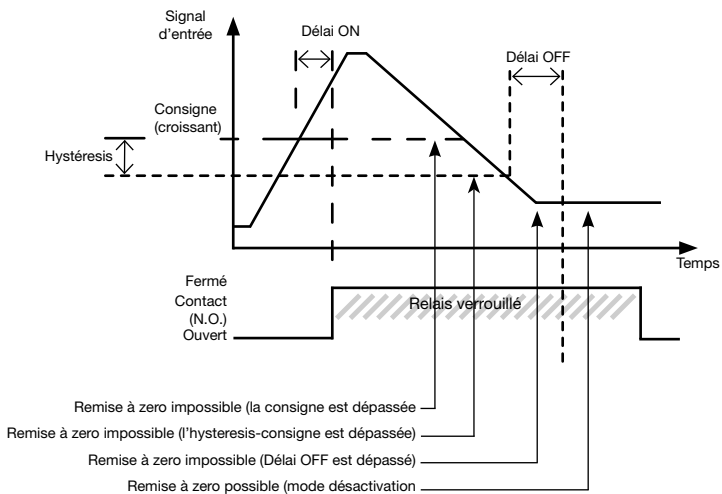 Signal
d'entrée
Délai ON
Délai OFF
Consigne
(croissant)
Hystéresis
Temps
Fermé
Contact
(N.O.)
Ouvert
Relais verrouillé
Remise à zero impossible (la consigne est dépassée
Remise à zero impossible (l'hysteresis-consigne est dépassée)
Remise à zero impossible (Délai OFF est dépassé)
Remise à zero possible (mode désactivation